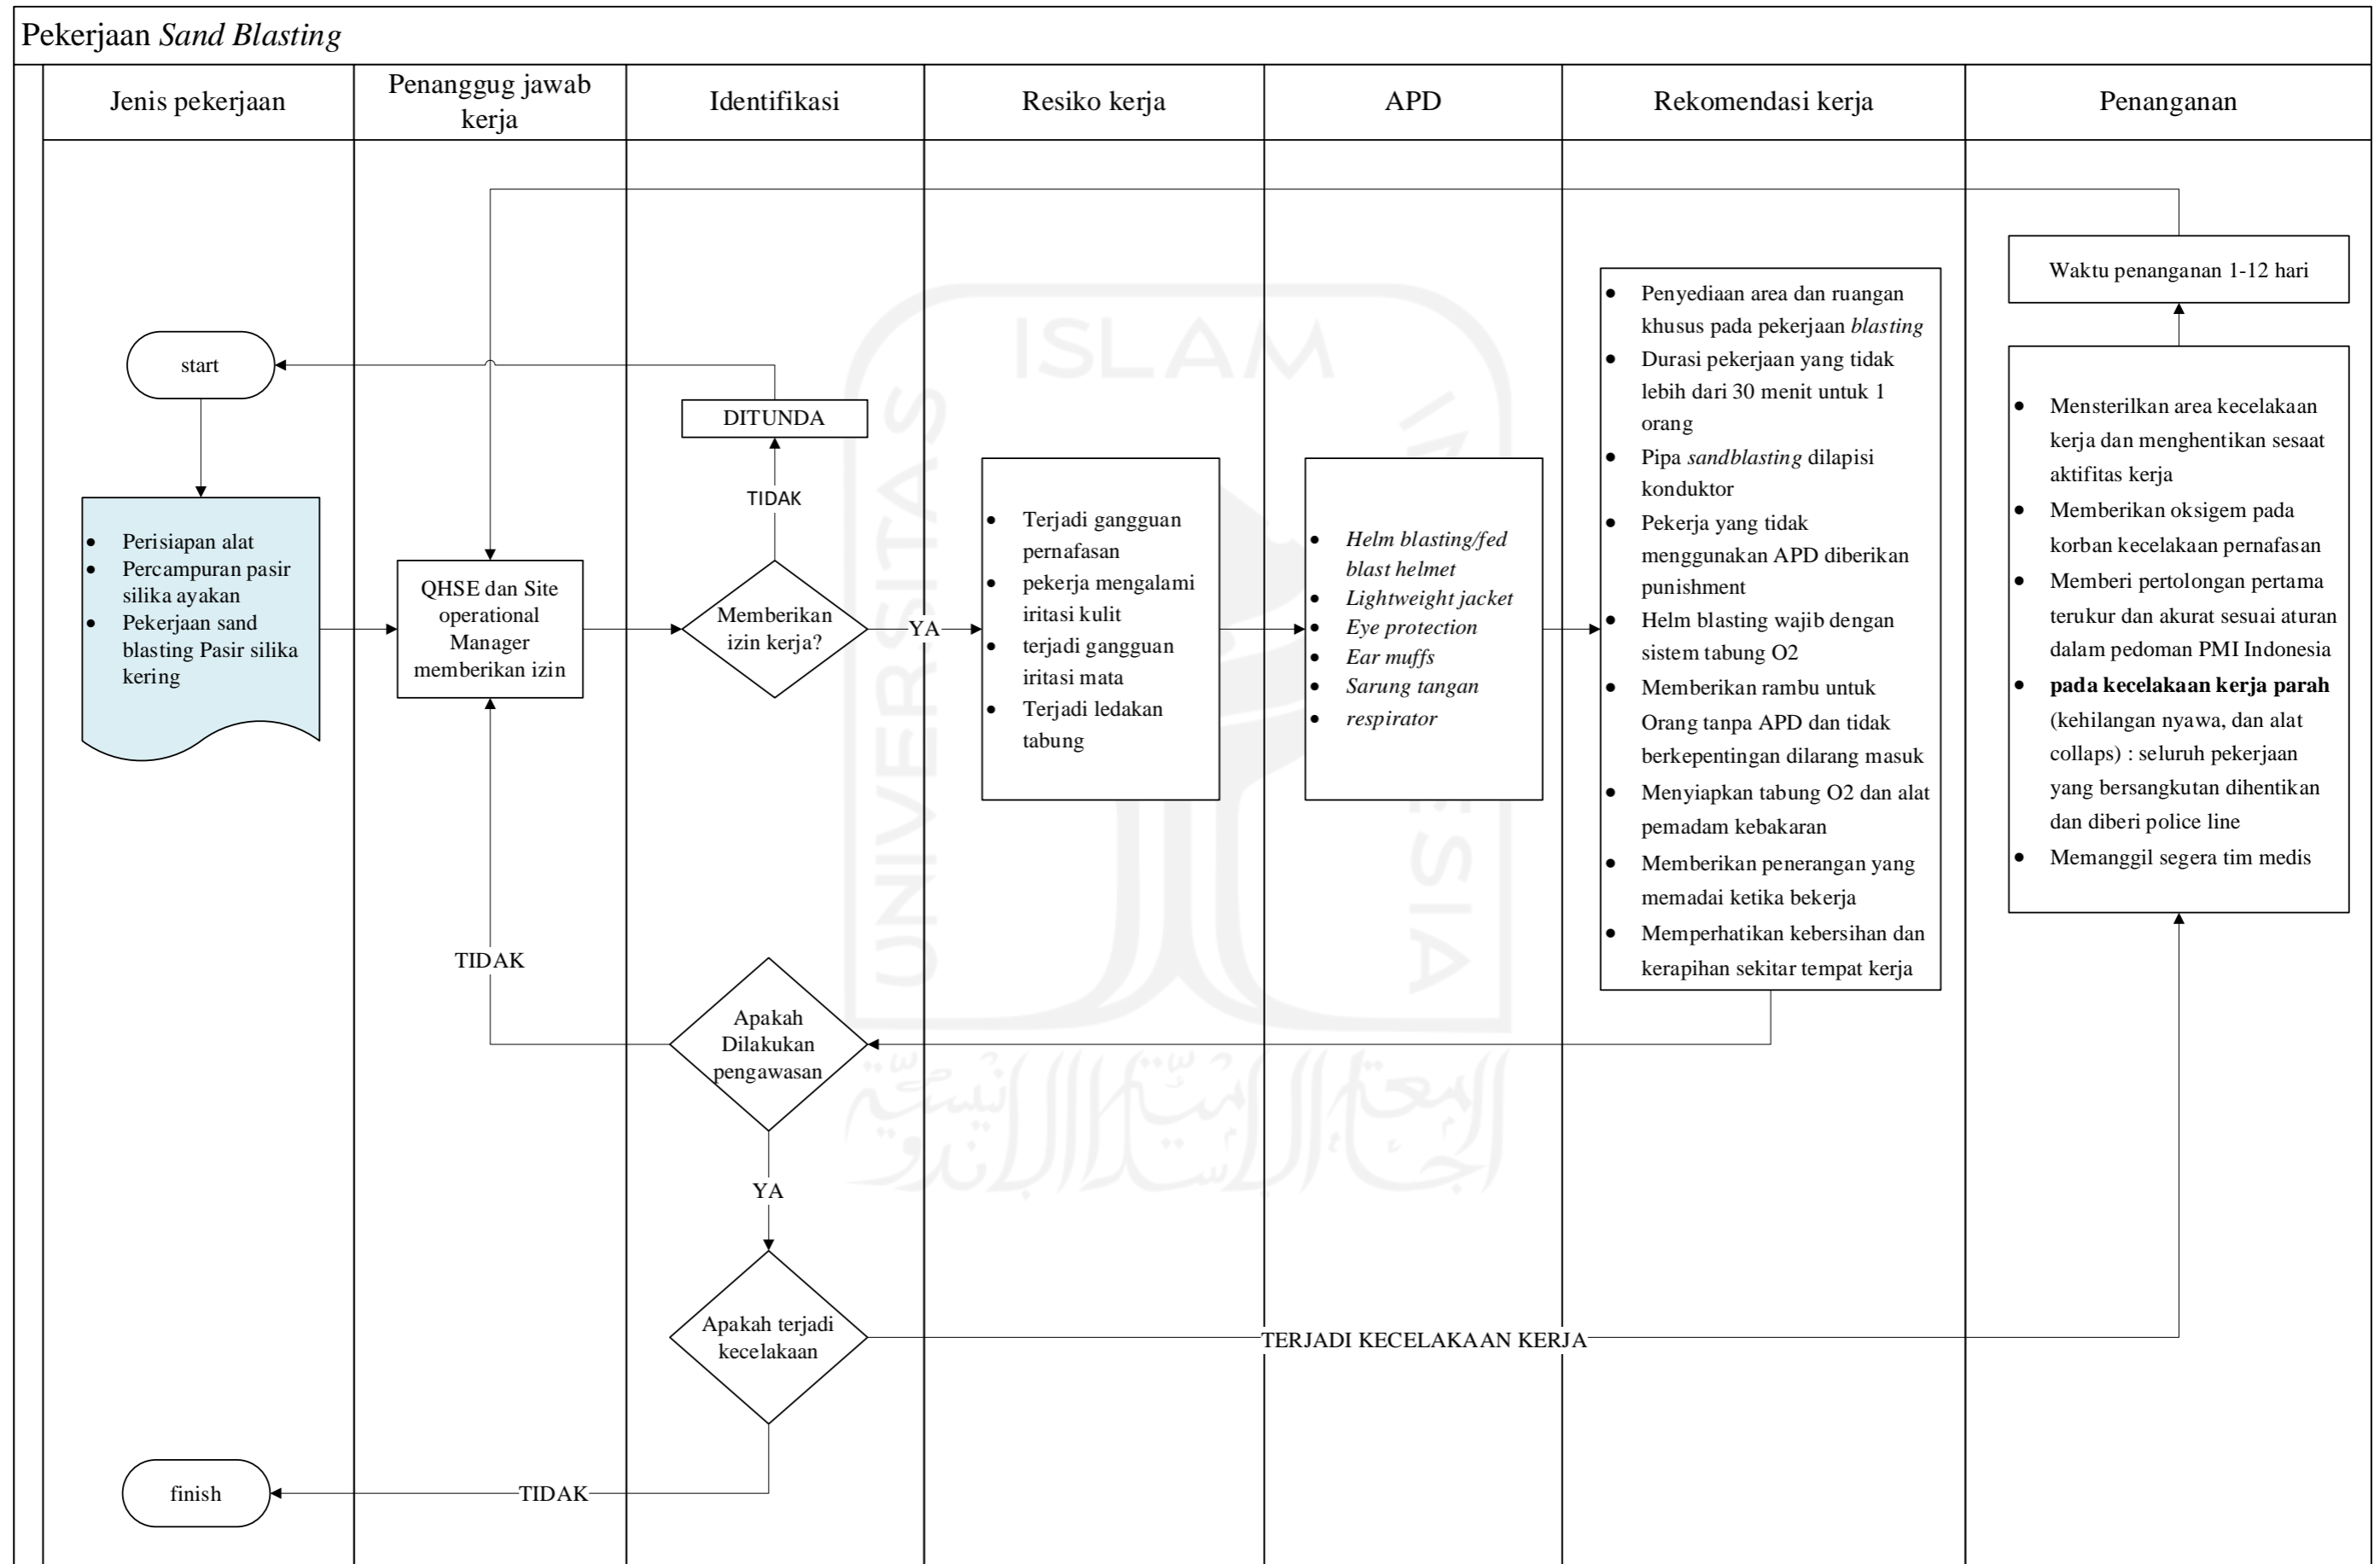 Pekerjaan Sand Blasting
Jenis pekerjaan
Penanggug jawab
kerja
Identifikasi
Resiko kerja
APD
Rekomendasi kerja
Penanganan
start
• Perisiapan alat
• Percampuran pasir
silika ayakan
• Pekerjaan sand
blasting Pasir silika
kering
QHSE dan Site
operational
Manager
memberikan izin
DITUNDA
TIDAK
Memberikan
izin kerja?
YA
• Terjadi gangguan
pernafasan
• pekerja mengalami
iritasi kulit
• terjadi gangguan
iritasi mata
• Terjadi ledakan
tabung
• Helm blasting/fed
blast helmet
• Lightweight jacket
• Eye protection
• Ear muffs
• Sarung tangan
• respirator
• Penyediaan area dan ruangan
khusus pada pekerjaan blasting
• Durasi pekerjaan yang tidak
lebih dari 30 menit untuk 1
orang
• Pipa sandblasting dilapisi
konduktor
• Pekerja yang tidak
menggunakan APD diberikan
punishment
• Helm blasting wajib dengan
sistem tabung O2
• Memberikan rambu untuk
Orang tanpa APD dan tidak
berkepentingan dilarang masuk
• Menyiapkan tabung O2 dan alat
pemadam kebakaran
• Memberikan penerangan yang
memadai ketika bekerja
• Memperhatikan kebersihan dan
kerapihan sekitar tempat kerja
Waktu penanganan 1-12 hari
• Mensterilkan area kecelakaan
kerja dan menghentikan sesaat
aktifitas kerja
• Memberikan oksigem pada
korban kecelakaan pernafasan
• Memberi pertolongan pertama
terukur dan akurat sesuai aturan
dalam pedoman PMI Indonesia
• pada kecelakaan kerja parah
(kehilangan nyawa, dan alat
collaps) : seluruh pekerjaan
yang bersangkutan dihentikan
dan diberi police line
• Memanggil segera tim medis
TIDAK
Apakah
Dilakukan
pengawasan
YA
Apakah terjadi
kecelakaan
TERJADI KECELAKAAN KERJA
TIDAK
finish
UNIVERSITAS
ISLAM